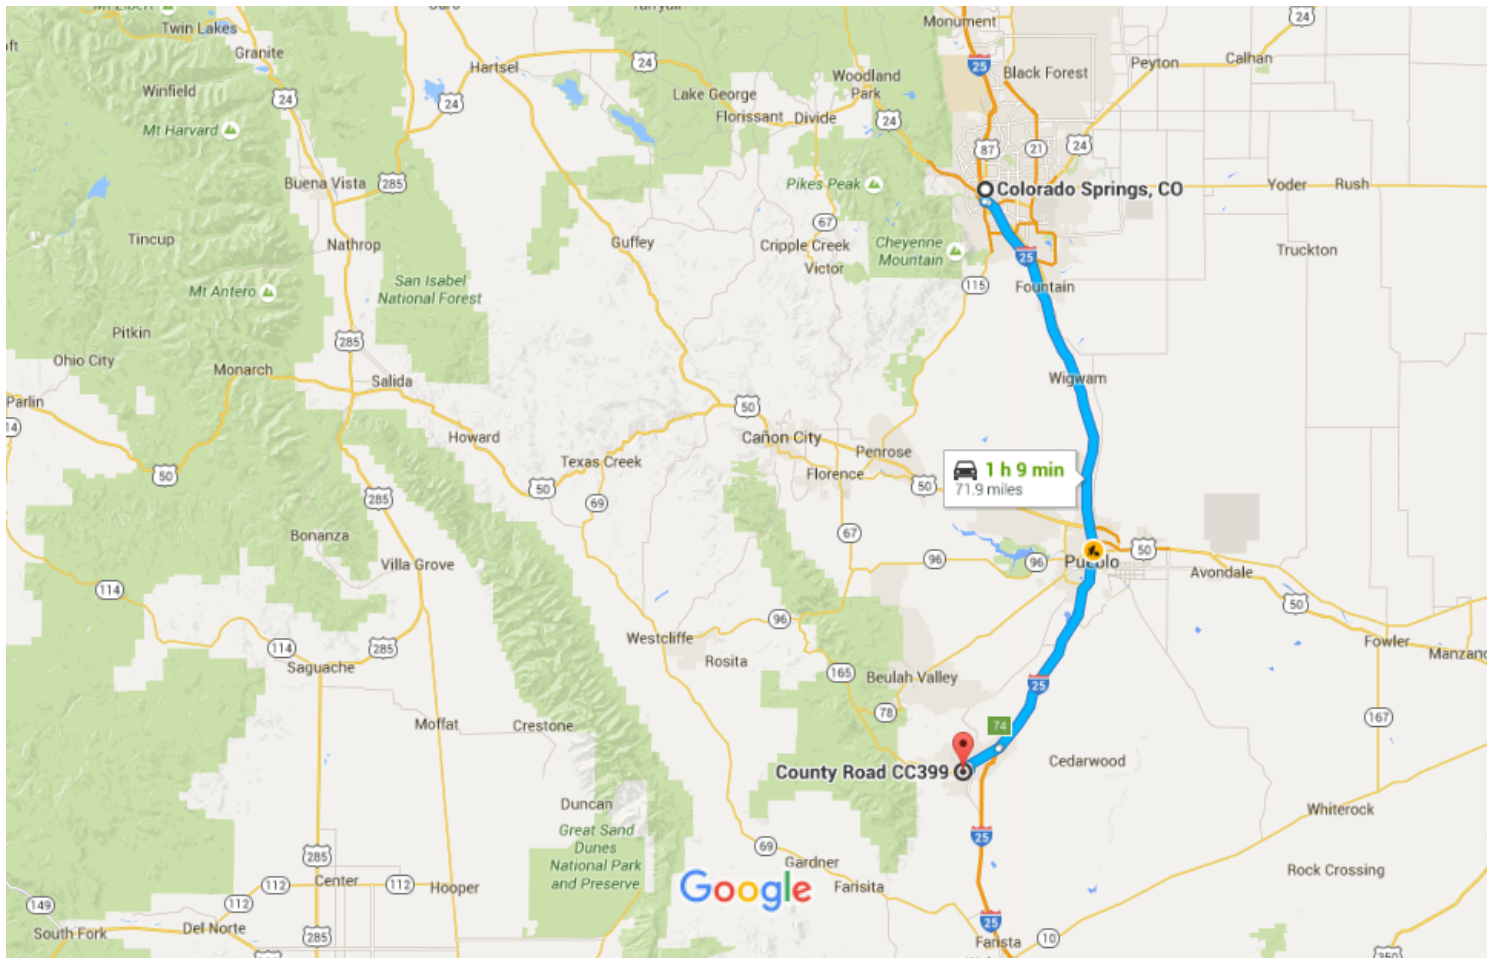 Mt Elbert
Twin Lakes
Monument
24
Granite
Hartsel
24
25
Black Forest
Peyton
Calhan
Winfield
24
24
Lake George
Woodland
Park
Florissant
Divide
24
Mt Harvard
87
21
24
Buena Vista
285
Pikes Peak
Colorado Springs, CO
Yoder
Rush
67
Tincup
Nathrop
Guffey
Cripple Creek
Victor
Cheyenne
Mountain
25
Truckton
San Isabel
National Forest
Mt Antero
115
Fountain
Pitkin
285
Ohio City
Monarch
Salida
Wigwam
Parlin
50
Howard
Cañon City
Penrose
Texas Creek
Florence
1 h 9 min
71.9 miles
50
285
50
69
50
Bonanza
67
Villa Grove
96
96
Pueblo
50
Avondale
114
96
50
Westcliffe
Fowler
114
285
Rosita
Saguache
165
Beulah Valley
25
78
167
Moffat
Crestone
74
County Road CC399
Cedarwood
Duncan
Whiterock
Great Sand
Dunes
National Park
and Preserve
25
285
69
Gardner
Rock Crossing
112
Center
112
Hooper
Google
Farisita
149
112
South Fork
Del Norte
285
25
10
350